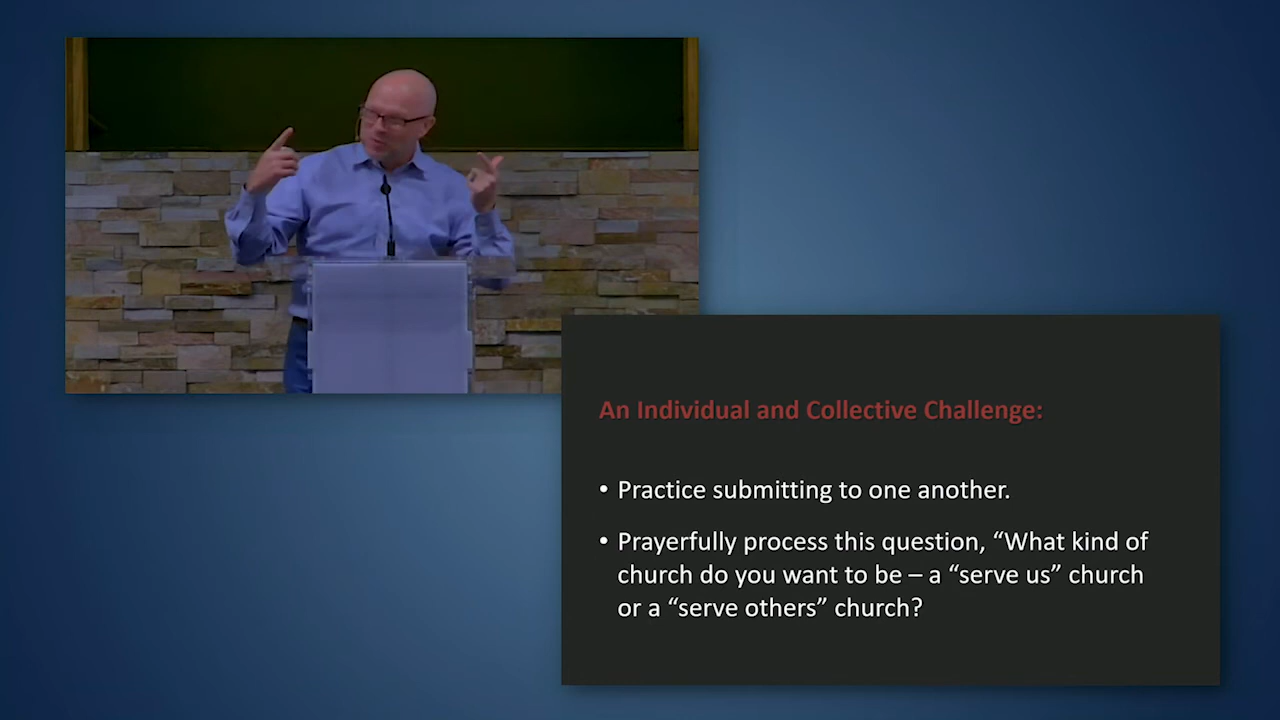 An Individual and Collective Challenge:
• Practice submitting to one another.
• Prayerfully process this question, “What kind of
church do you want to be – a “serve us” church
or a “serve others” church?